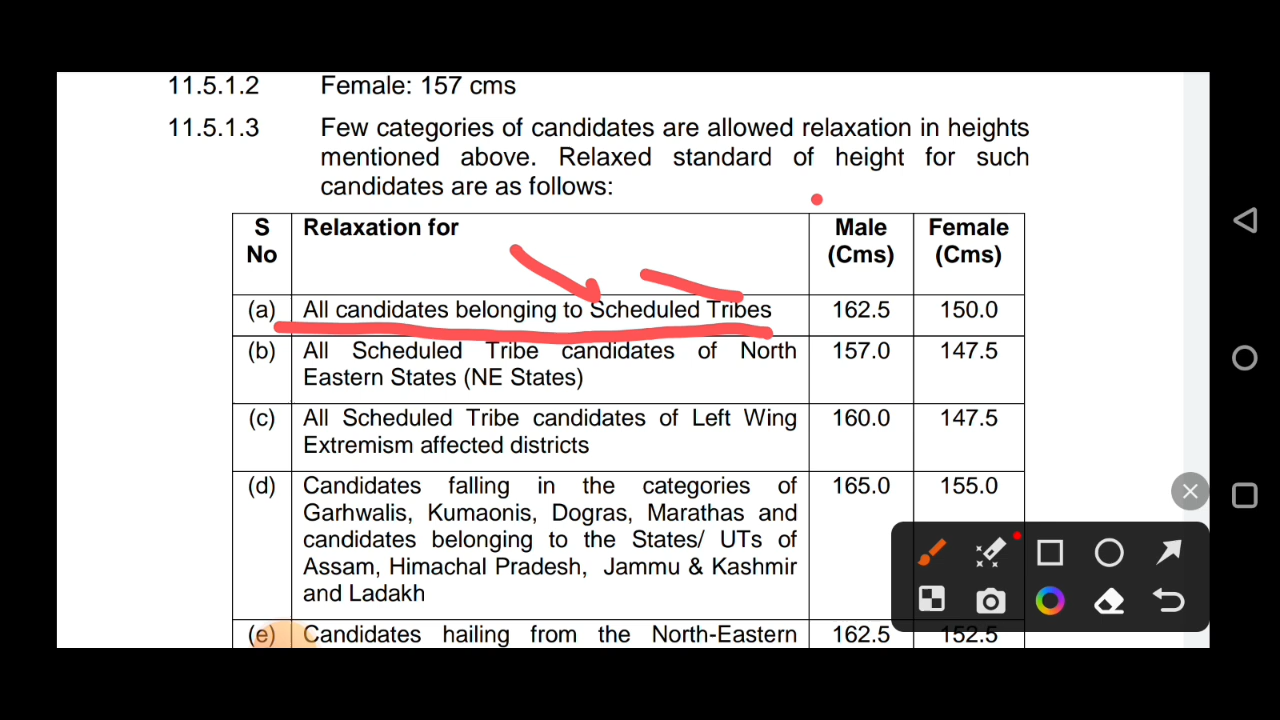 11.5.1.2 Female: 157 cms
11.5.1.3 Few categories of candidates are allowed relaxation in heights
mentioned above. Relaxed standard of height for such
candidates are as follows:
S No Relaxation for Male (Cms) Female (Cms)
(a) All candidates belonging to Scheduled Tribes 162.5 150.0
(b) All Scheduled Tribe candidates of North 157.0 147.5
Eastern States (NE States)
(c) All Scheduled Tribe candidates of Left Wing 160.0 147.5
Extremism affected districts
(d) Candidates falling in the categories of 165.0 155.0
Garhwalis, Kumaonis, Dogras, Marathas and
candidates belonging to the States/ UTs of
Assam, Himachal Pradesh, Jammu & Kashmir
and Ladakh
(e) Candidates hailing from the North-Eastern 162.5 152.5